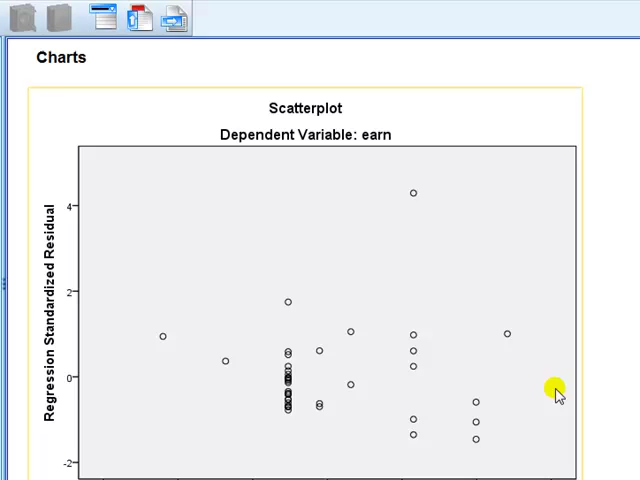 Charts
Scatterplot
Dependent Variable: earn
Regression Standardized Residual
4
2
0
-2